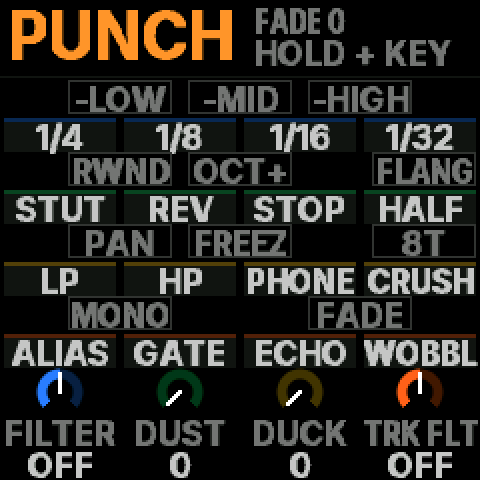 PUNCH
FADE 0
HOLD + KEY
-LOW -MID -HIGH
1/4 1/8 1/16 1/32
RWND OCT+ FLANG
STUT REV STOP HALF
PAN FREEZ 8T
LP HP PHONE CRUSH
MONO FADE
ALIAS GATE ECHO WOBBL
FILTER DUST DUCK TRK FLT
OFF 0 0 OFF